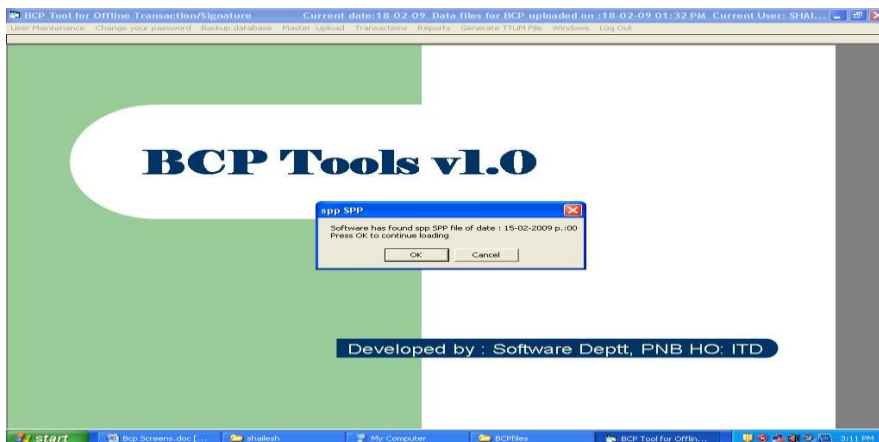 BCP Tool for Offline Transaction/Signature Current date:18-02-09 Data files for BCP uploaded on :18-02-09 01:32 PM Current User: SHAI...
User Maintenance Change your password Backup database Master Upload Transactions Reports Generate TTUM File Windows Log Out
BCP Tools v1.0
spp SPP
Software has found spp SPP file of date : 15-02-2009 p.:00
Press OK to continue loading
OK Cancel
Developed by : Software Deptt, PNB HO: ITD
start Bcp Screens.doc [... shailesh My Computer BCPfiles BCP Tool for Offlin... 3:11 PM